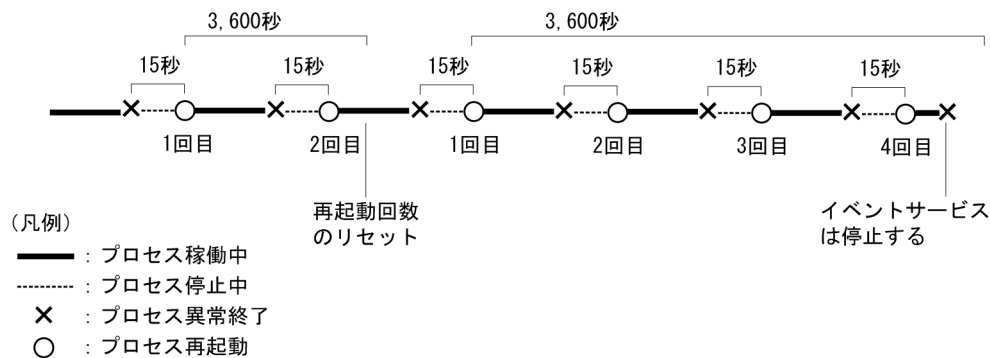 3,600秒
3,600秒
15秒
15秒
15秒
15秒
15秒
15秒
1回目
2回目
1回目
2回目
3回目
4回目
再起動回数
のリセット
イベントサービス
は停止する
(凡例)
: プロセス稼働中
: プロセス停止中
: プロセス異常終了
: プロセス再起動